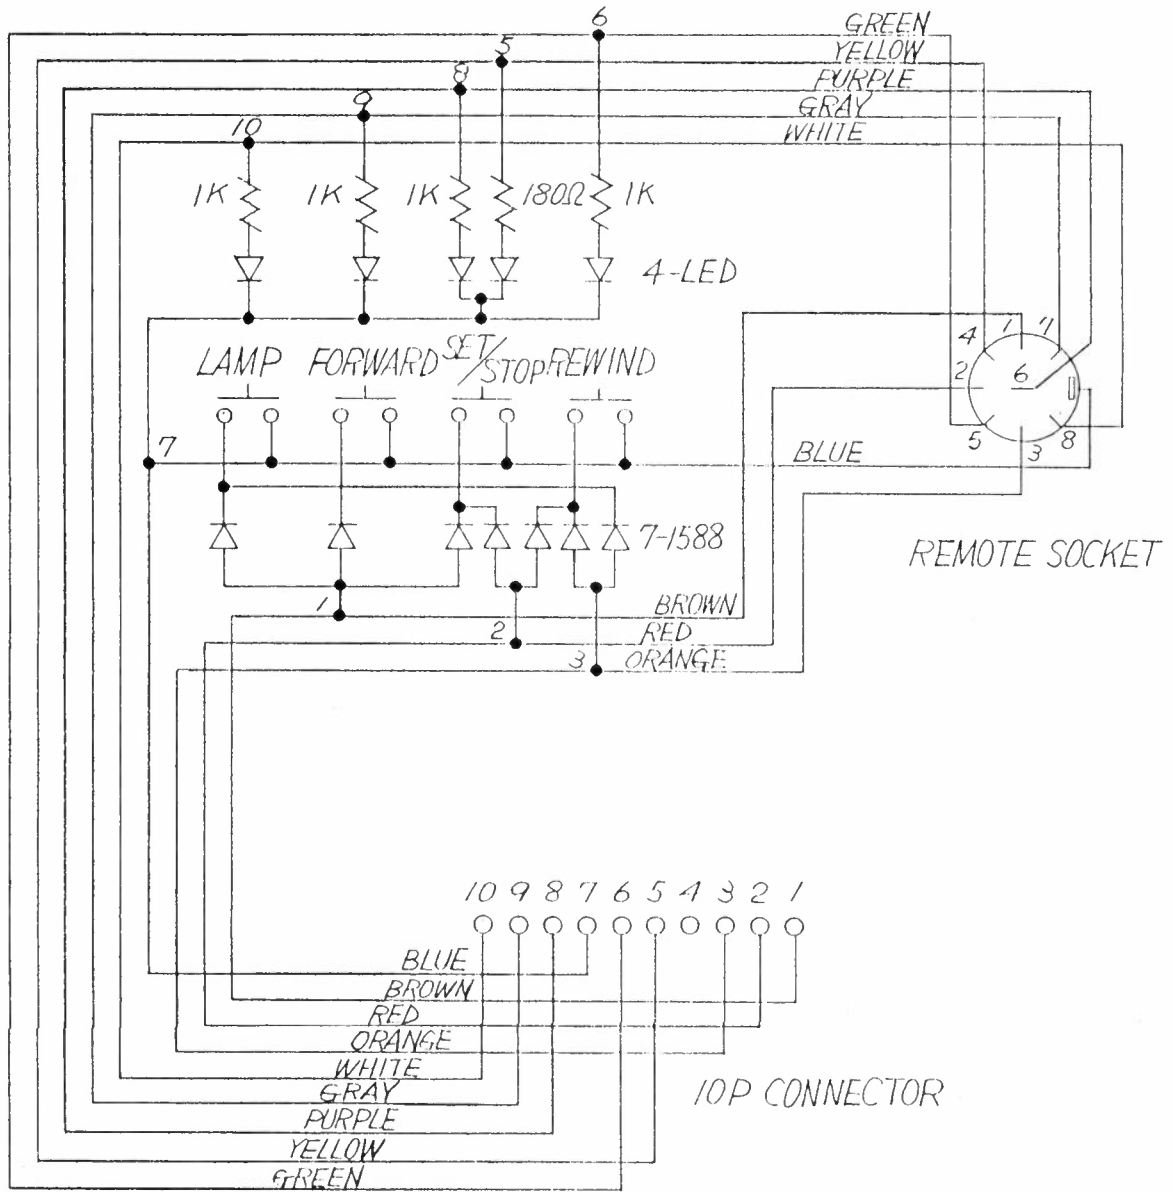 6
GREEN
5
YELLOW
8
PURPLE
9
GRAY
10
WHITE
1K
1K
1K
180Ω
1K
4-LED
LAMP
FORWARD
SET/STOP
REWIND
4
1
7
2
6
5
3
8
7
BLUE
7-1588
REMOTE SOCKET
1
BROWN
2
RED
3
ORANGE
10 9 8 7 6 5 4 3 2 1
BLUE
BROWN
RED
ORANGE
WHITE
GRAY
10P CONNECTOR
PURPLE
YELLOW
GREEN